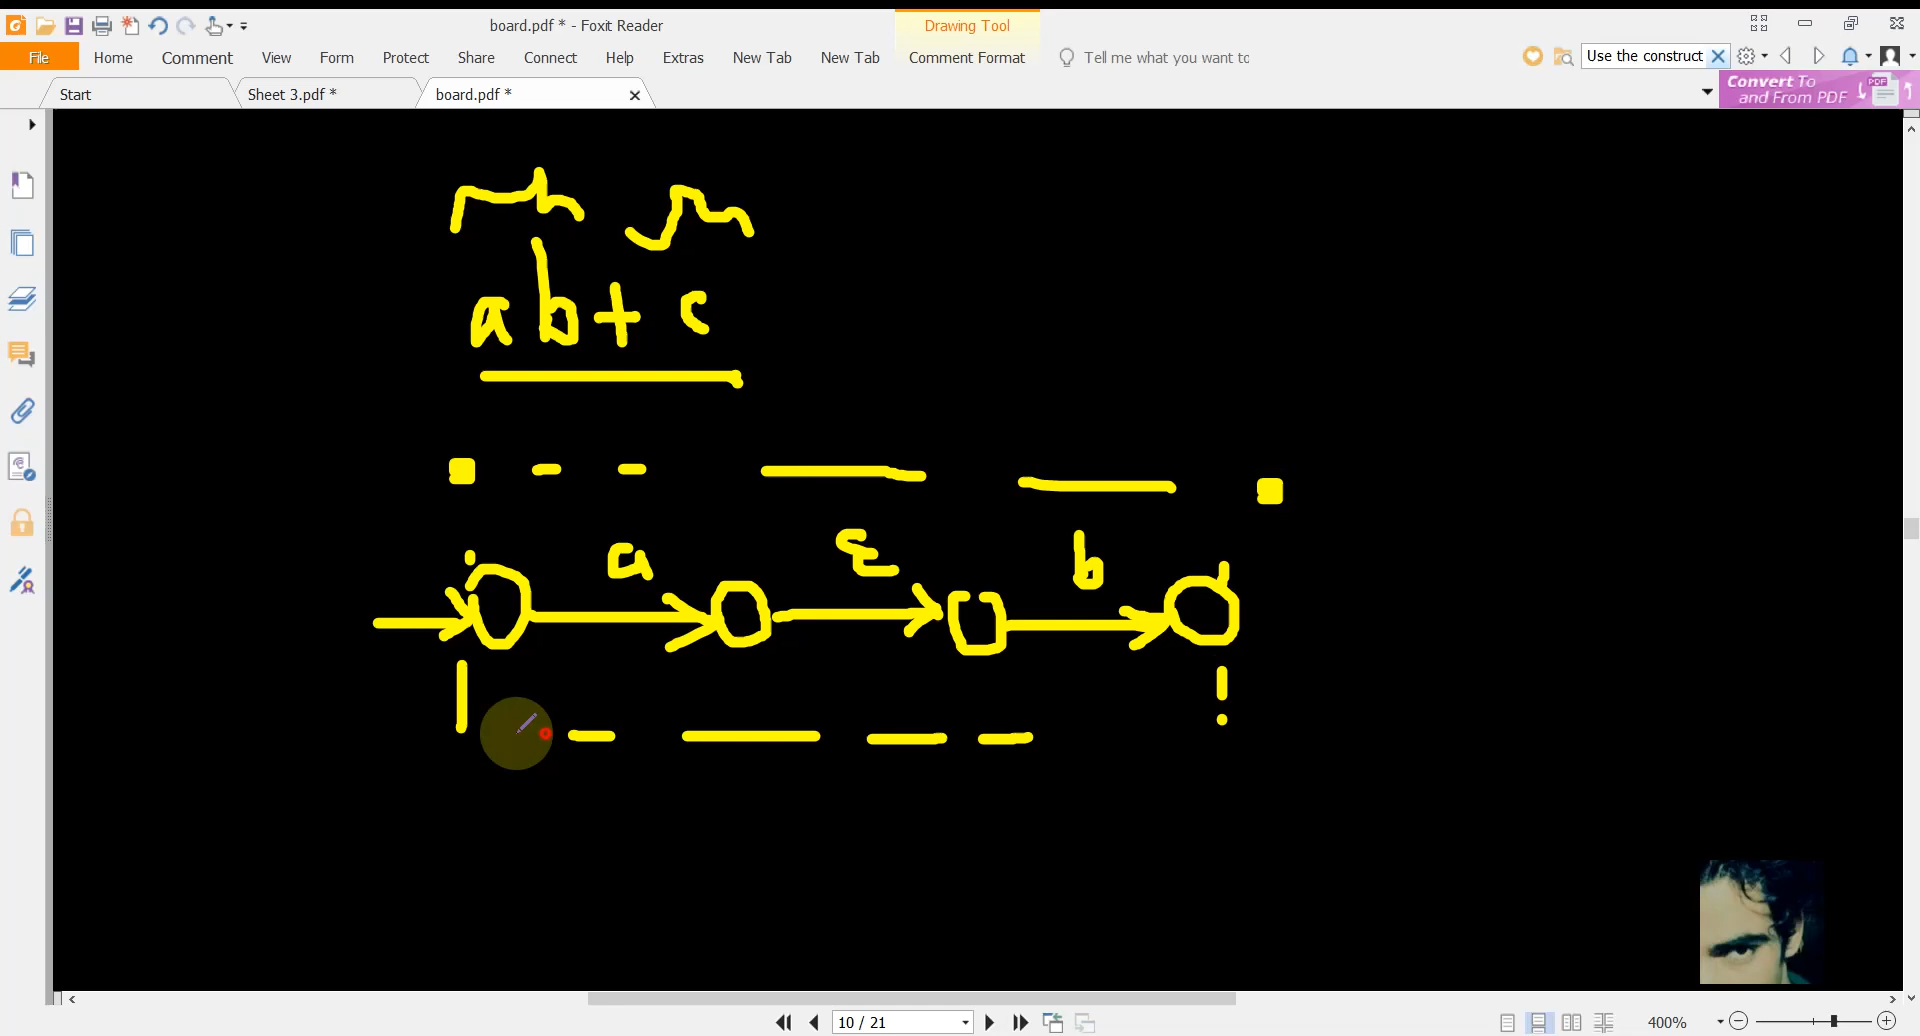 board.pdf * - Foxit Reader
Drawing Tool
File Home Comment View Form Protect Share Connect Help Extras New Tab New Tab Comment Format Tell me what you want to
Use the construct
Start Sheet 3.pdf * board.pdf *
Convert To
and From PDF
PDF
ab+c
a ε b
10 / 21
400%